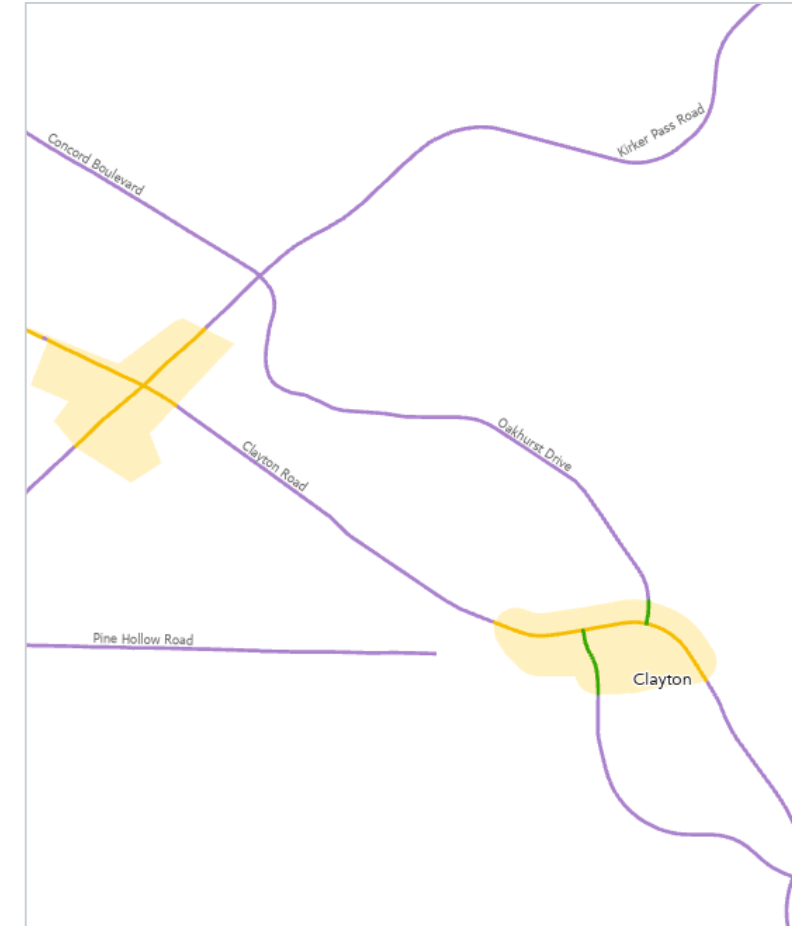 Kirker Pass Road
Concord Boulevard
Oakhurst Drive
Clayton Road
Pine Hollow Road
Clayton